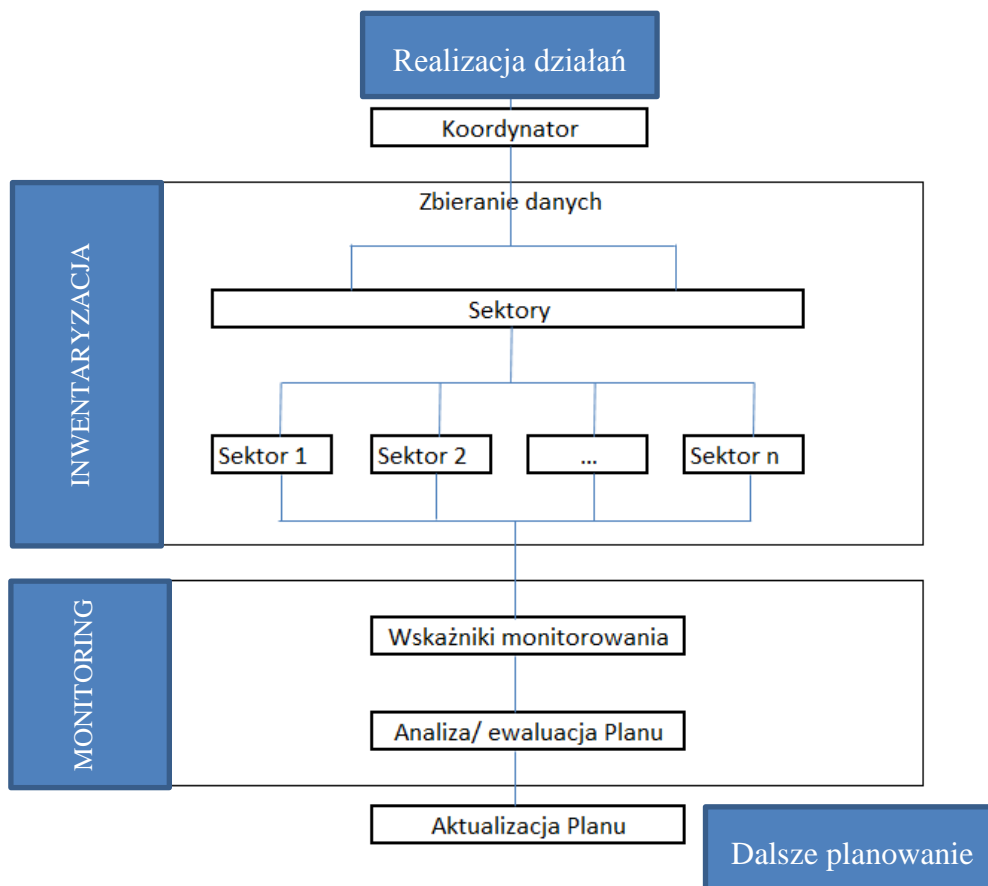 Realizacja działań
Koordynator
INWENTARYZACJA
Zbieranie danych
Sektory
Sektor 1
Sektor 2
...
Sektor n
MONITORING
Wskażniki monitorowania
Analiza/ ewaluacja Planu
Aktualizacja Planu
Dalsze planowanie